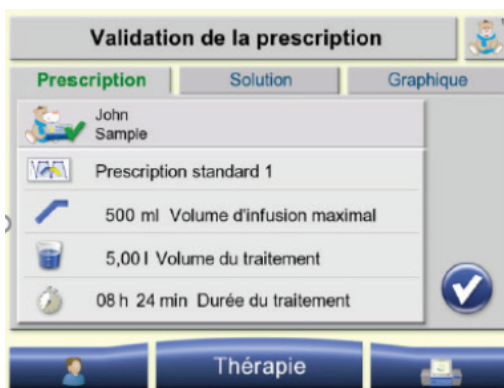 Validation de la prescription
Prescription
Solution
Graphique
John
Sample
Prescription standard 1
500 ml Volume d'infusion maximal
5,00 l Volume du traitement
08 h 24 min Durée du traitement
Thérapie